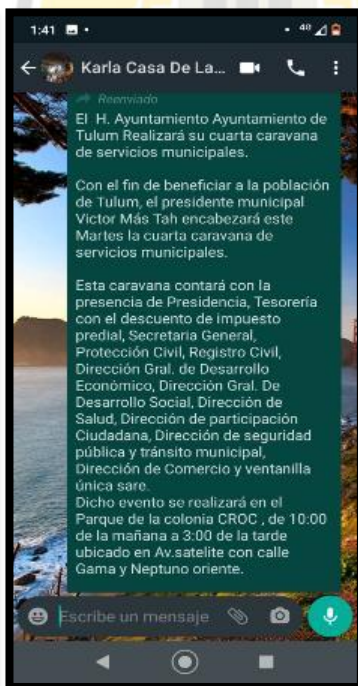 1:41
Karla Casa De La...
Reenviado
El H. Ayuntamiento Ayuntamiento de
Tulum Realizará su cuarta caravana
de servicios municipales.
Con el fin de beneficiar a la población
de Tulum, el presidente municipal
Victor Más Tah encabezará este
Martes la cuarta caravana de
servicios municipales.
Esta caravana contará con la
presencia de Presidencia, Tesorería
con el descuento de impuesto
predial, Secretaria General,
Protección Civil, Registro Civil,
Dirección Gral. de Desarrollo
Económico, Dirección Gral. De
Desarrollo Social, Dirección de
Salud, Dirección de participación
Ciudadana, Dirección de seguridad
pública y tránsito municipal,
Dirección de Comercio y ventanilla
única sare.
Dicho evento se realizará en el
Parque de la colonia CROC , de 10:00
de la mañana a 3:00 de la tarde
ubicado en Av.satelite con calle
Gama y Neptuno oriente.
Escribe un mensaje